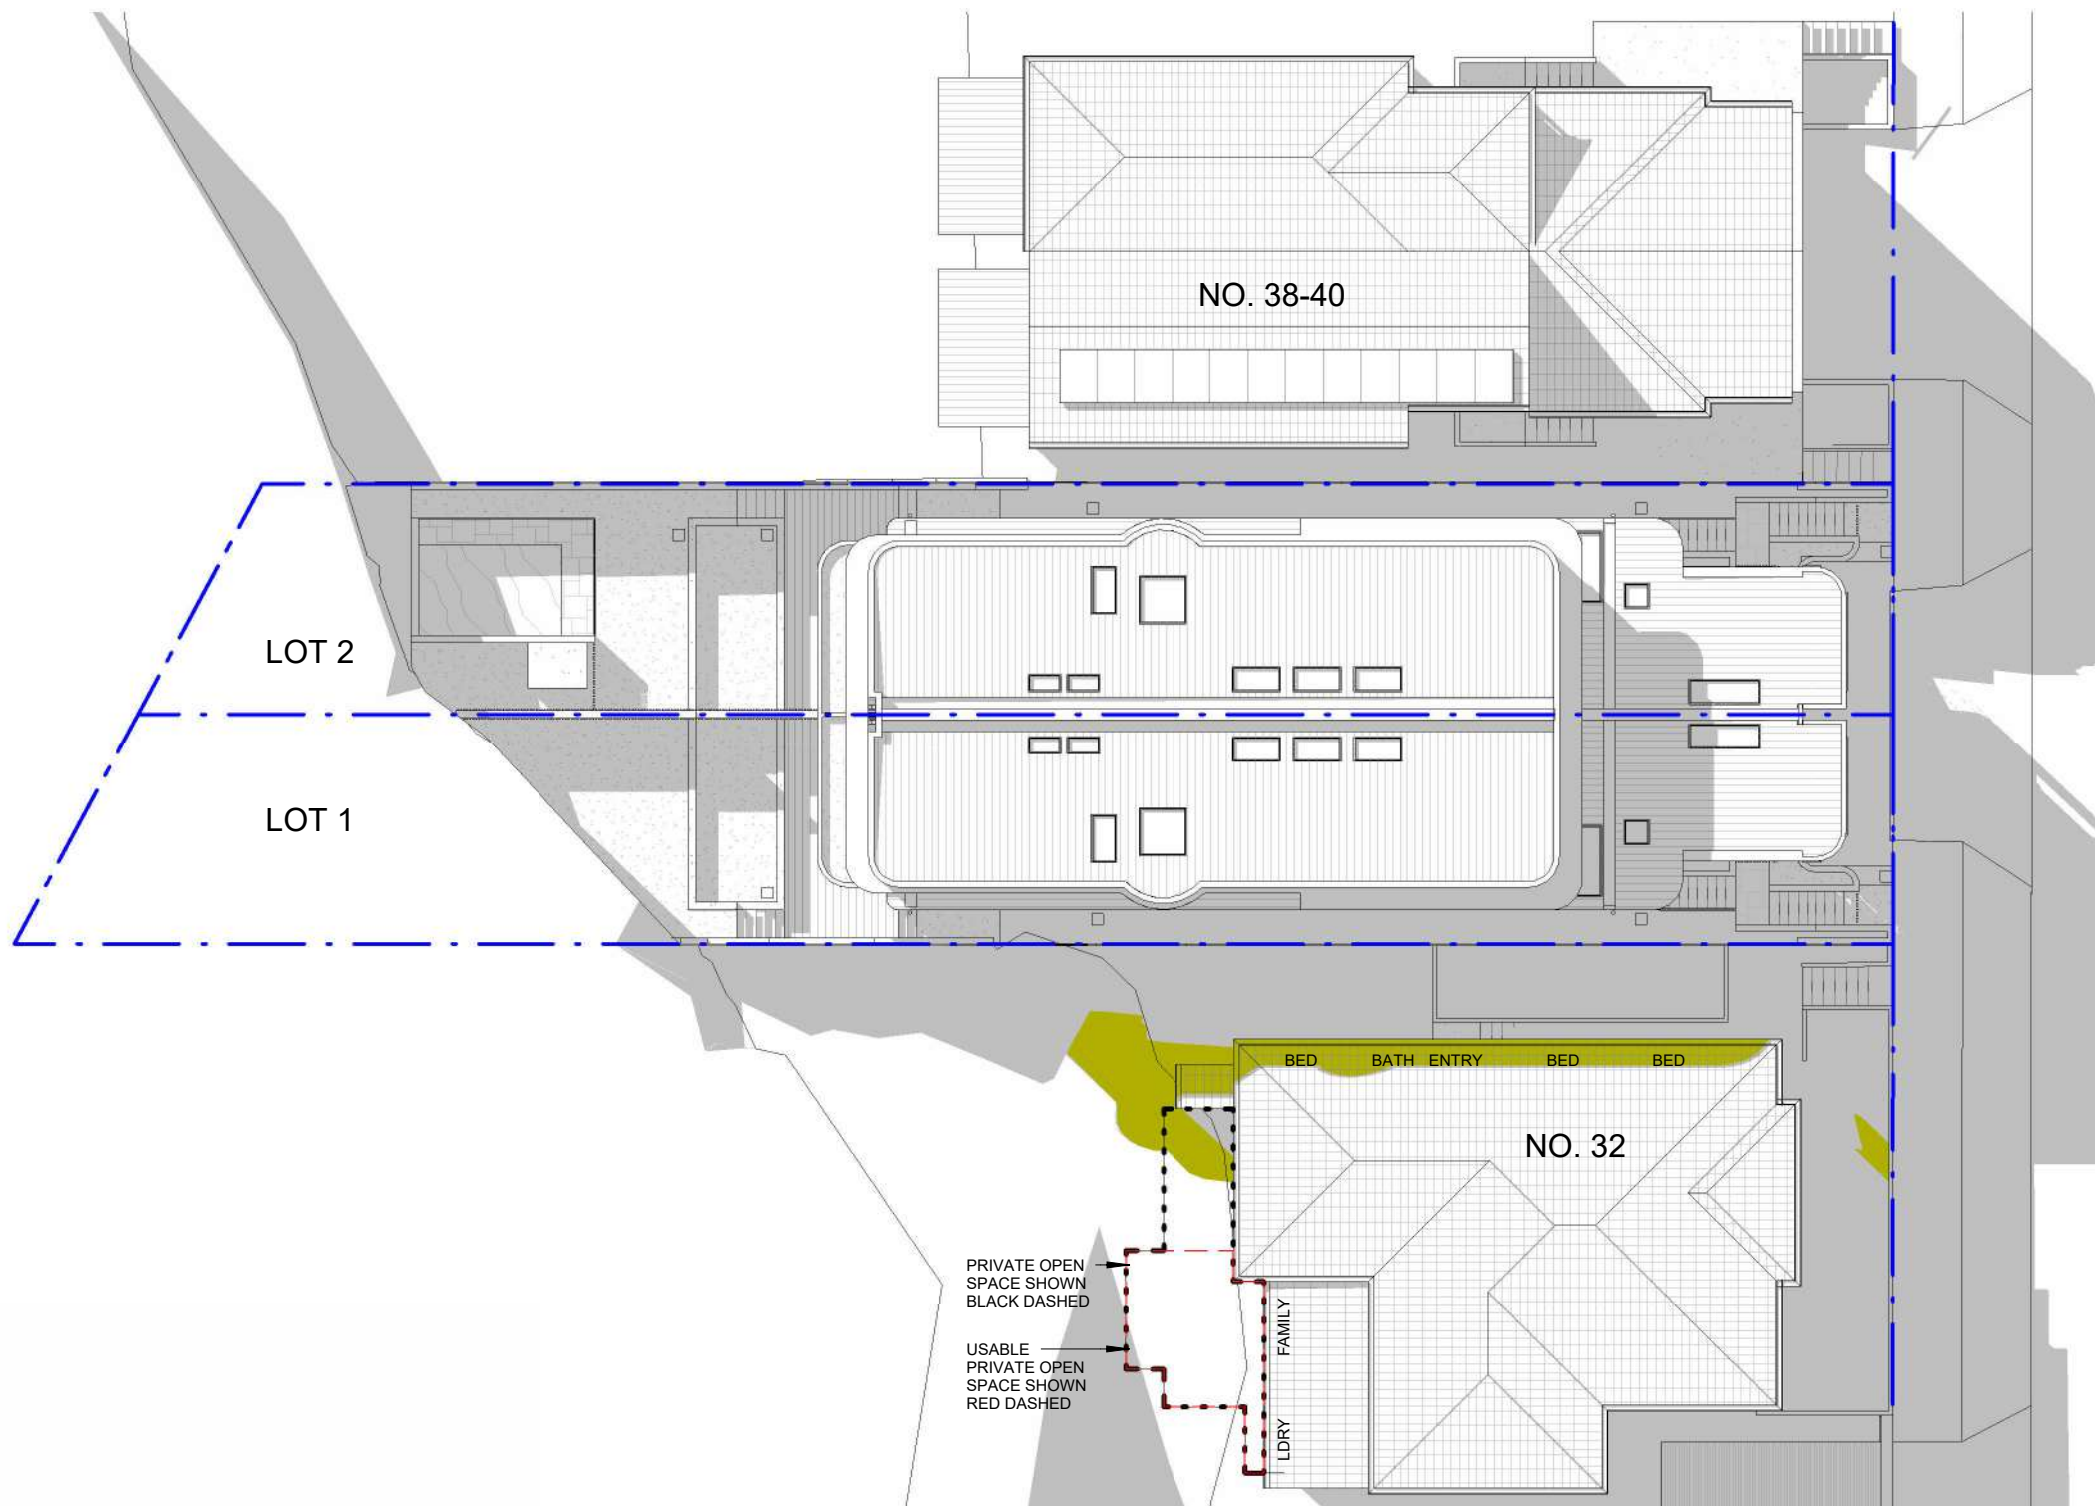 NO. 38-40
LOT 2
LOT 1
BED
BATH
ENTRY
BED
BED
NO. 32
PRIVATE OPEN
SPACE SHOWN
BLACK DASHED
USABLE
PRIVATE OPEN
SPACE SHOWN
RED DASHED
FAMILY
LDRY